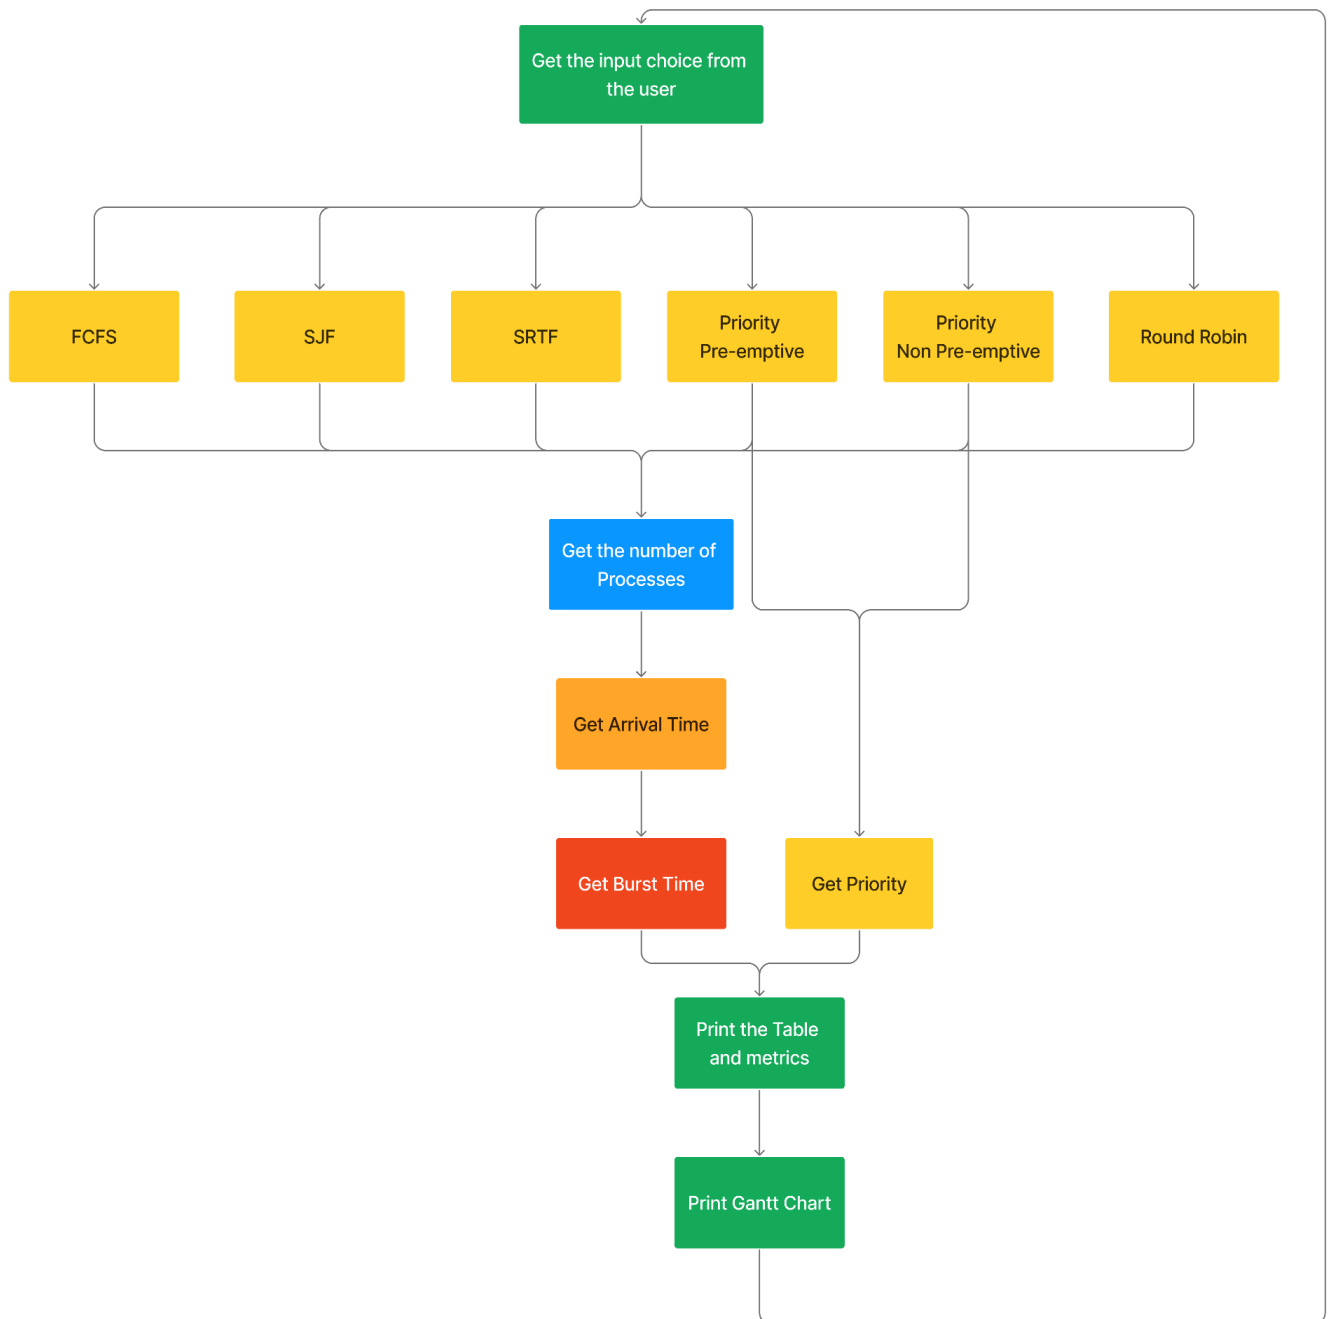 Get the input choice from
the user
FCFS
SJF
SRTF
Priority
Pre-emptive
Priority
Non Pre-emptive
Round Robin
Get the number of
Processes
Get Arrival Time
Get Burst Time
Get Priority
Print the Table
and metrics
Print Gantt Chart